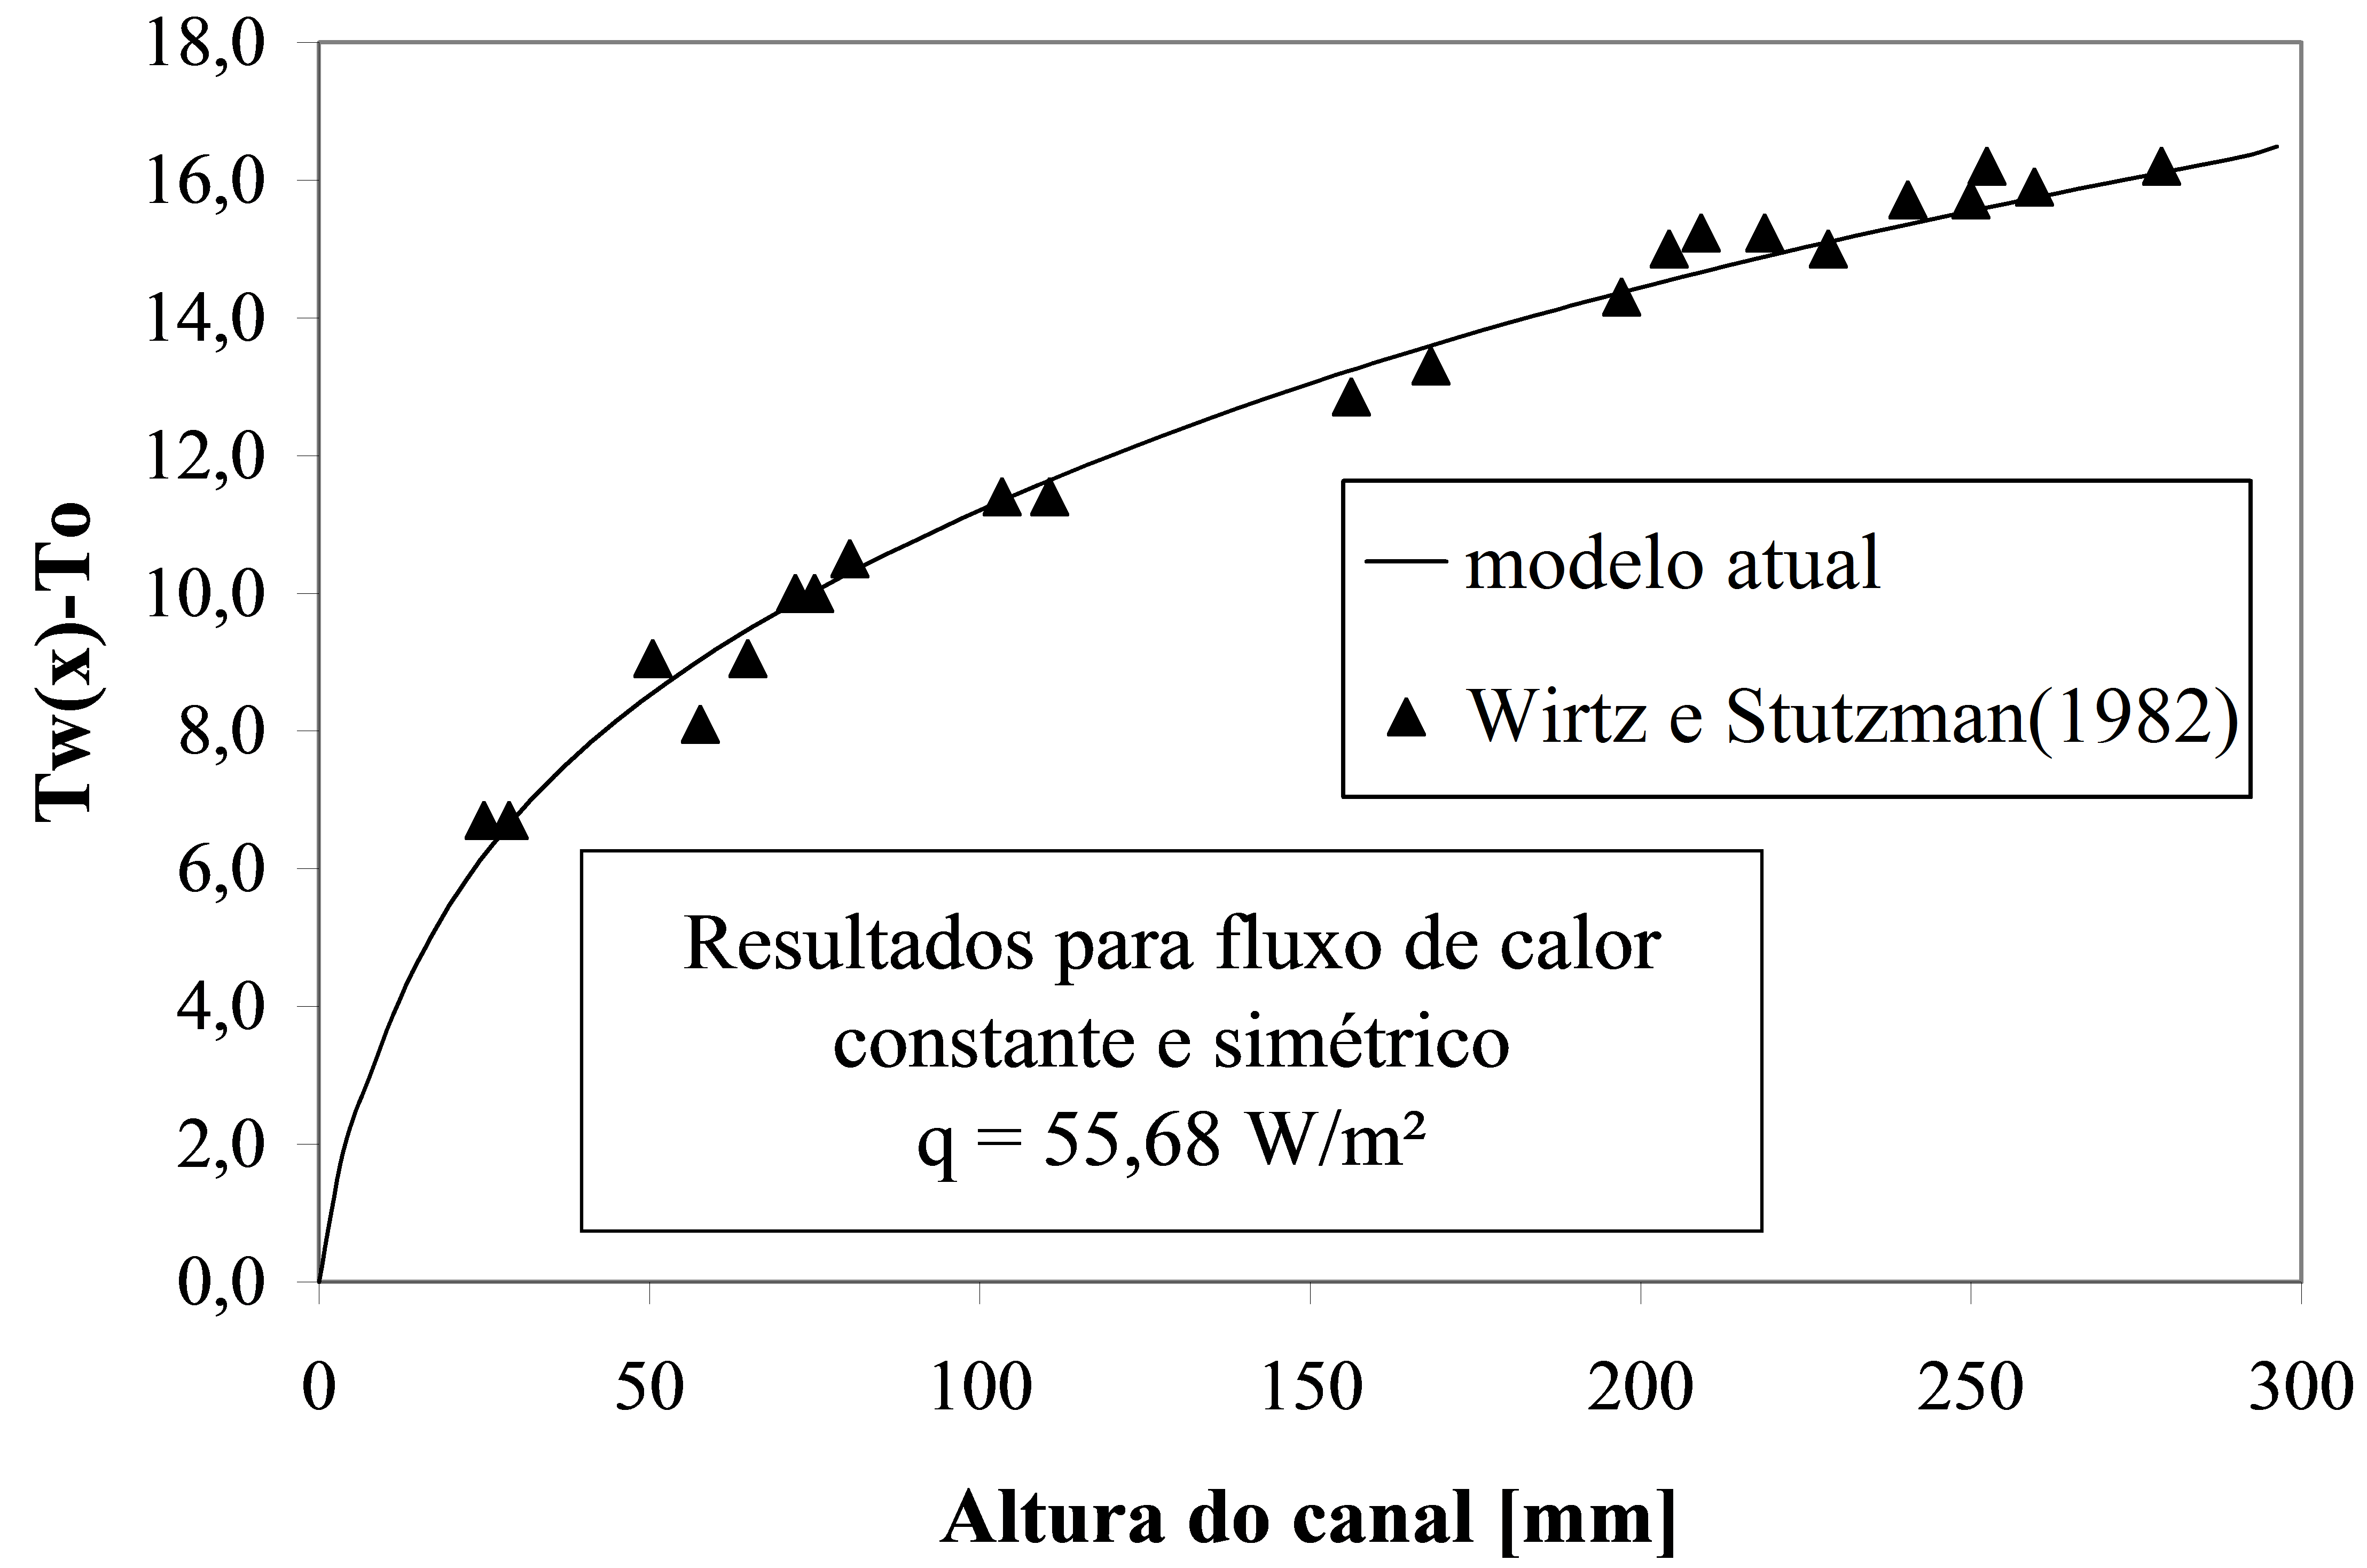 18,0
16,0
14,0
12,0
10,0
8,0
6,0
4,0
2,0
0,0
Tw(x)-To
modelo atual
Wirtz e Stutzman(1982)
Resultados para fluxo de calor
constante e simétrico
q = 55,68 W/m²
0 50 100 150 200 250 300
Altura do canal [mm]